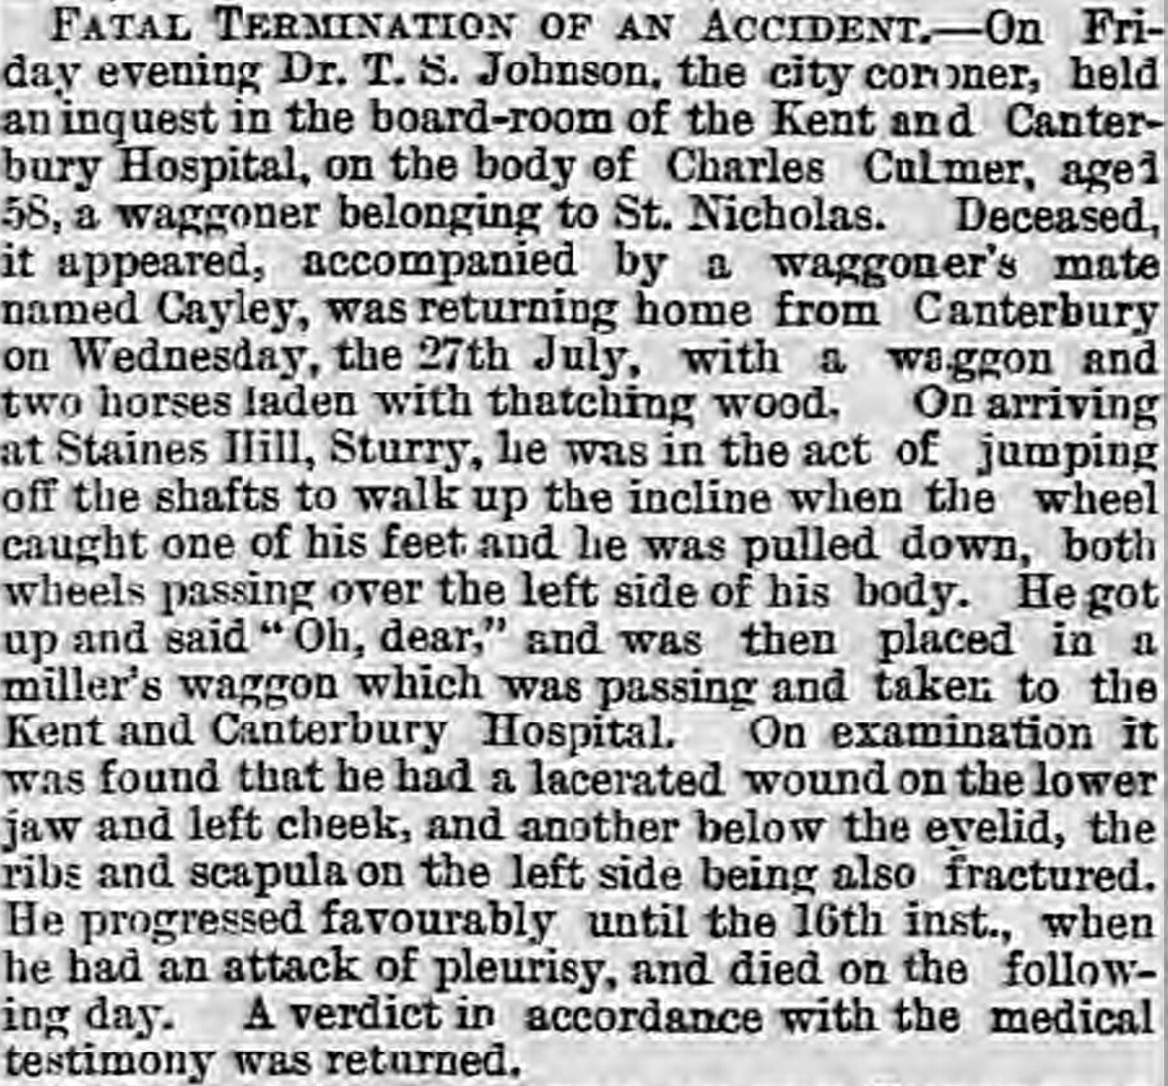 FATAL TERMINATION OF AN ACCIDENT.—On Fri-
day evening Dr. T. S. Johnson, the city coroner, held
an inquest in the board-room of the Kent and Canter-
bury Hospital, on the body of Charles Culmer, aged
58, a waggoner belonging to St. Nicholas. Deceased,
it appeared, accompanied by a waggoner's mate
named Cayley, was returning home from Canterbury
on Wednesday, the 27th July, with a waggon and
two horses laden with thatching wood. On arriving
at Staines Hill, Sturry, he was in the act of jumping
off the shafts to walk up the incline when the wheel
caught one of his feet and he was pulled down, both
wheels passing over the left side of his body. He got
up and said "Oh, dear," and was then placed in a
miller's waggon which was passing and taken to the
Kent and Canterbury Hospital. On examination it
was found that he had a lacerated wound on the lower
jaw and left cheek, and another below the eyelid, the
ribs and scapula on the left side being also fractured.
He progressed favourably until the 16th inst., when
he had an attack of pleurisy, and died on the follow-
ing day. A verdict in accordance with the medical
testimony was returned.